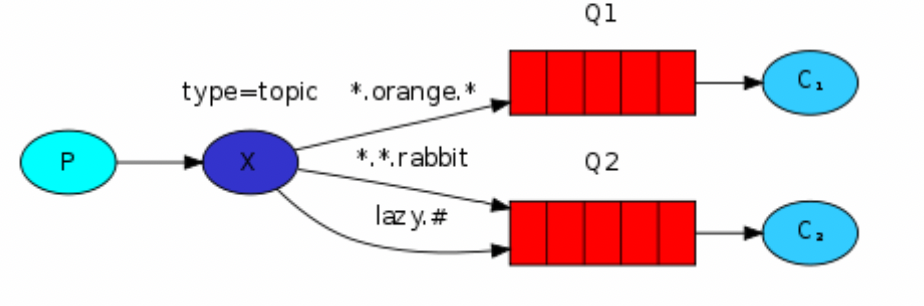 Q1
type=topic
*.orange.*
C₁
P
X
*.*.rabbit
Q2
lazy.#
C₂